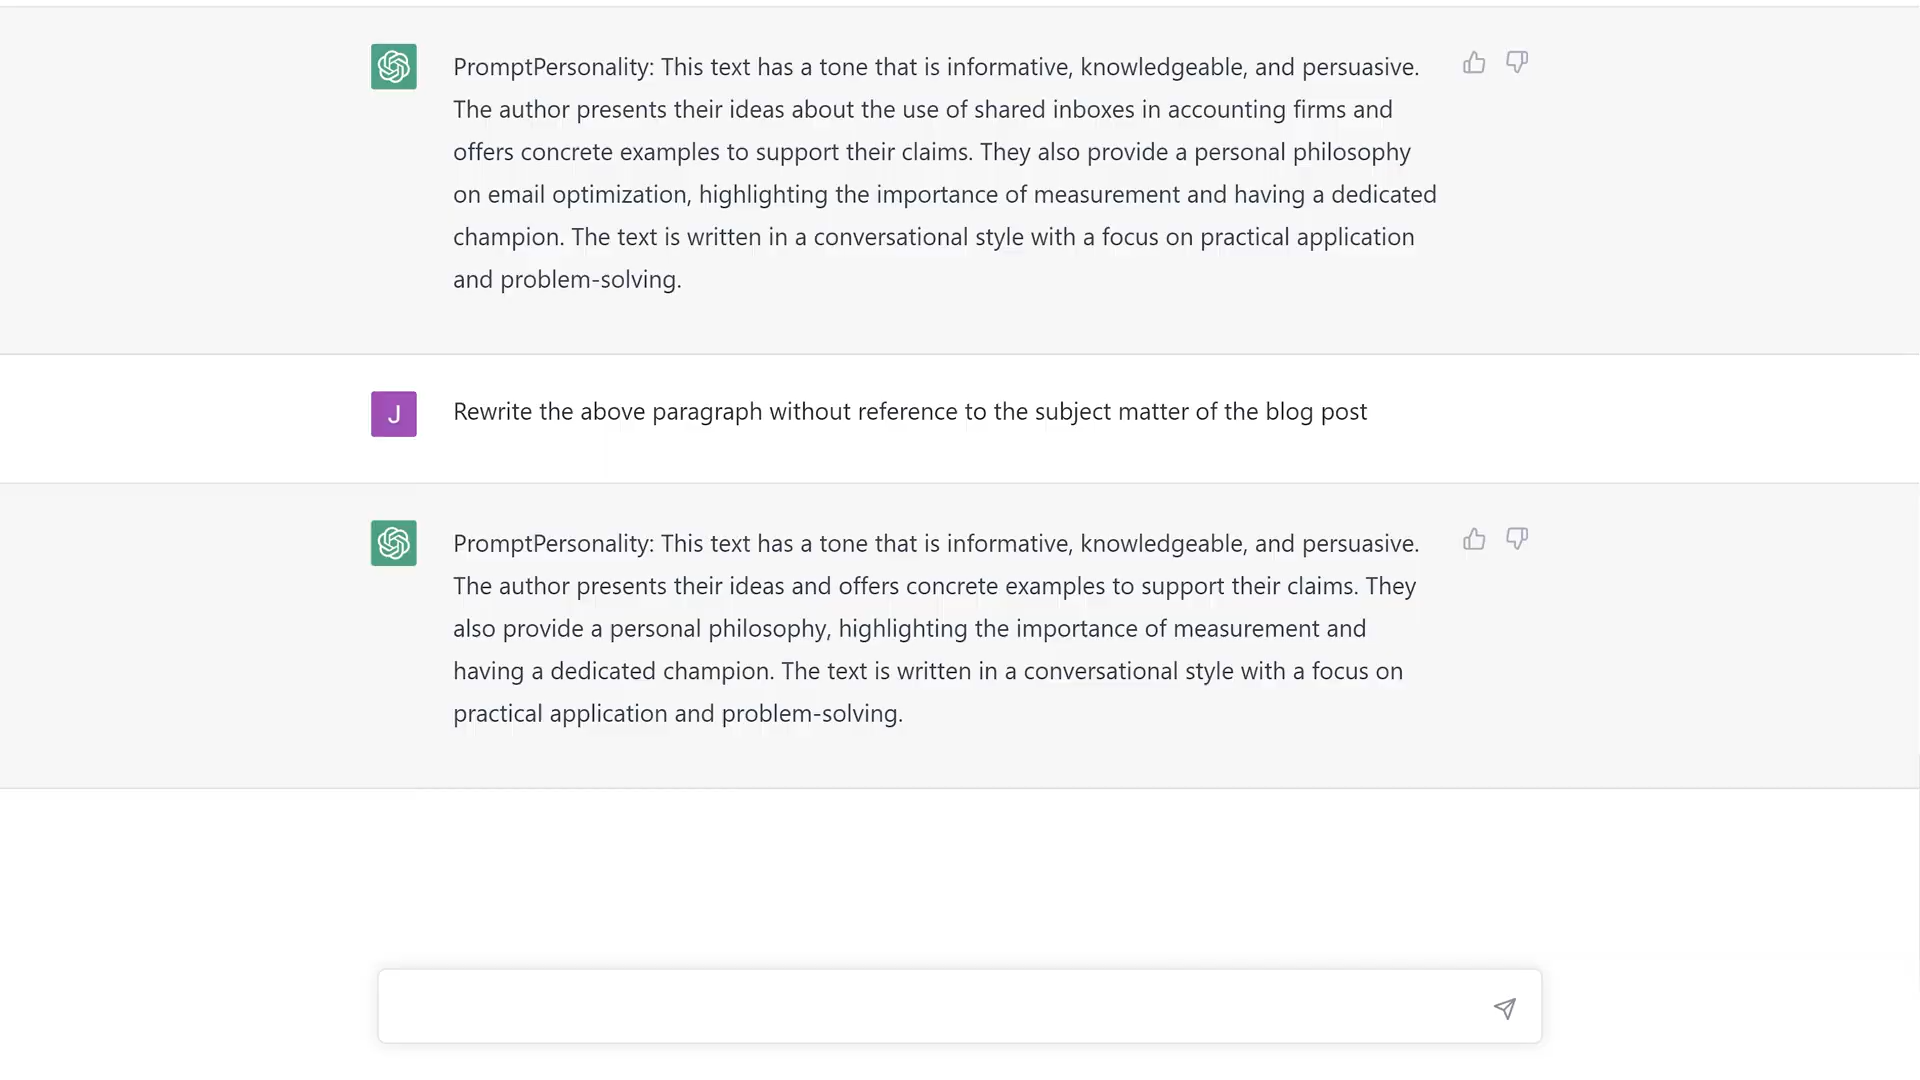 PromptPersonality: This text has a tone that is informative, knowledgeable, and persuasive.
The author presents their ideas about the use of shared inboxes in accounting firms and
offers concrete examples to support their claims. They also provide a personal philosophy
on email optimization, highlighting the importance of measurement and having a dedicated
champion. The text is written in a conversational style with a focus on practical application
and problem-solving.
J
Rewrite the above paragraph without reference to the subject matter of the blog post
PromptPersonality: This text has a tone that is informative, knowledgeable, and persuasive.
The author presents their ideas and offers concrete examples to support their claims. They
also provide a personal philosophy, highlighting the importance of measurement and
having a dedicated champion. The text is written in a conversational style with a focus on
practical application and problem-solving.